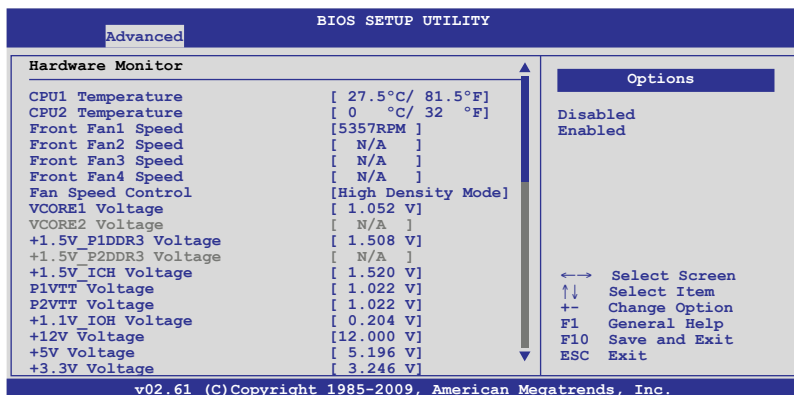 BIOS SETUP UTILITY
Advanced
Hardware Monitor
CPU1 Temperature [ 27.5°C/ 81.5°F]
CPU2 Temperature [ 0 °C/ 32 °F]
Front Fan1 Speed [5357RPM ]
Front Fan2 Speed [ N/A ]
Front Fan3 Speed [ N/A ]
Front Fan4 Speed [ N/A ]
Fan Speed Control [High Density Mode]
VCORE1 Voltage [ 1.052 V]
VCORE2 Voltage [ N/A ]
+1.5V_P1DDR3 Voltage [ 1.508 V]
+1.5V_P2DDR3 Voltage [ N/A ]
+1.5V_ICH Voltage [ 1.520 V]
P1VTT Voltage [ 1.022 V]
P2VTT Voltage [ 1.022 V]
+1.1V_IOH Voltage [ 0.204 V]
+12V Voltage [12.000 V]
+5V Voltage [ 5.196 V]
+3.3V Voltage [ 3.246 V]
Options
Disabled
Enabled
←→ Select Screen
↑↓ Select Item
+- Change Option
F1 General Help
F10 Save and Exit
ESC Exit
v02.61 (C)Copyright 1985-2009, American Megatrends, Inc.